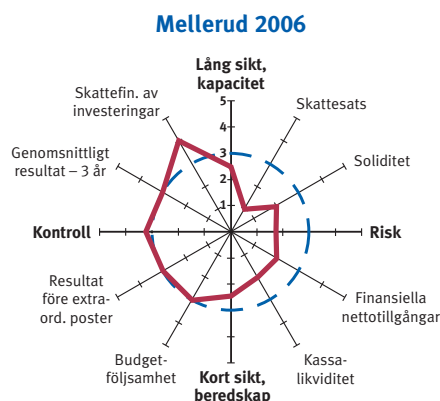 Mellerud 2006
Lång sikt,
kapacitet
Skattefin. av
investeringar
Skattesats
Genomsnittligt
resultat – 3 år
Soliditet
5
4
3
2
1
Kontroll
Risk
Resultat
före extra-
ord. poster
Finansiella
nettotillgångar
Budget-
följsamhet
Kassa-
likviditet
Kort sikt,
beredskap